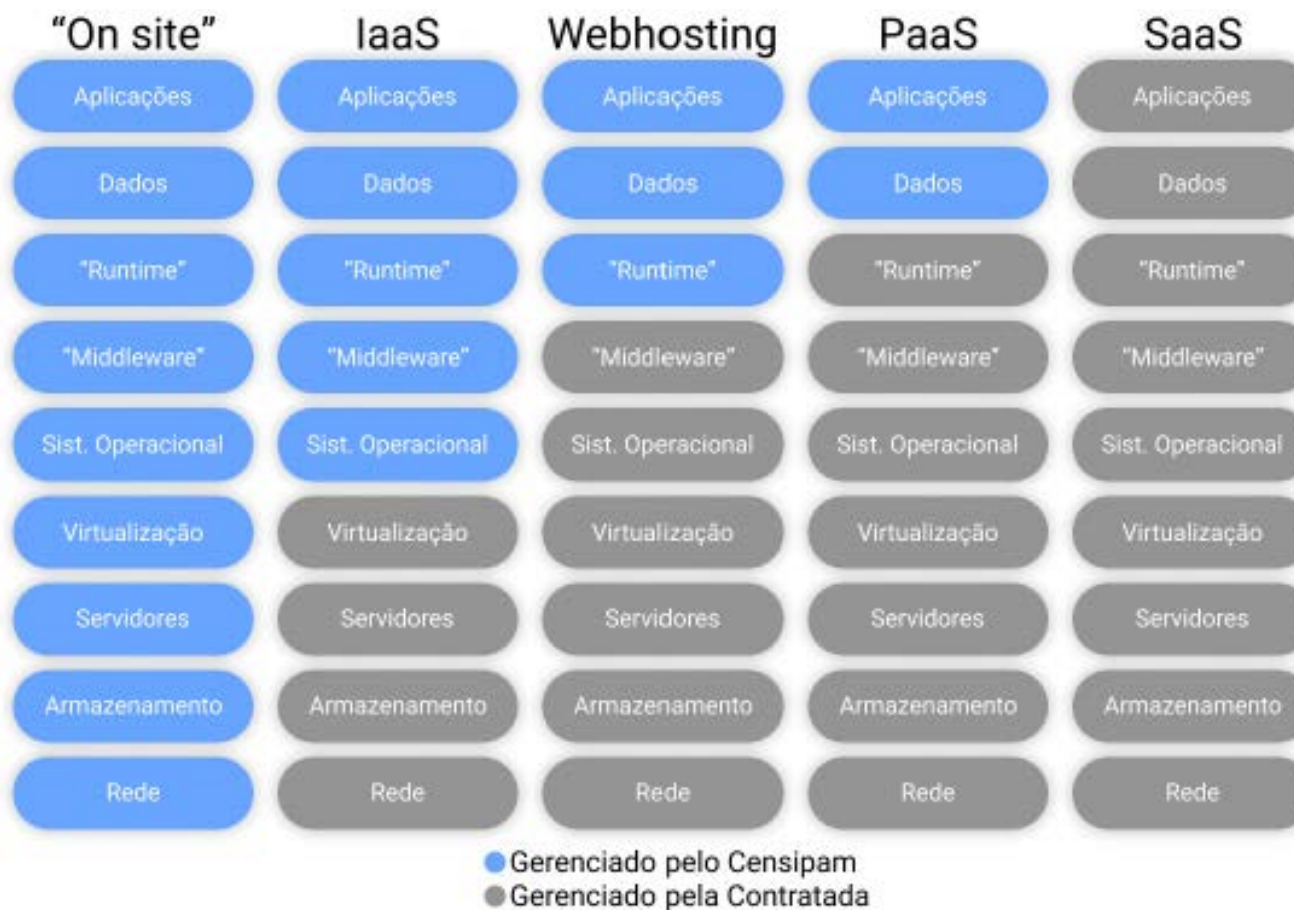 “On site” IaaS Webhosting PaaS SaaS
Aplicações Aplicações Aplicações Aplicações Aplicações
Dados Dados Dados Dados Dados
“Runtime” “Runtime” “Runtime” “Runtime” “Runtime”
“Middleware” “Middleware” “Middleware” “Middleware” “Middleware”
Sist. Operacional Sist. Operacional Sist. Operacional Sist. Operacional Sist. Operacional
Virtualização Virtualização Virtualização Virtualização Virtualização
Servidores Servidores Servidores Servidores Servidores
Armazenamento Armazenamento Armazenamento Armazenamento Armazenamento
Rede Rede Rede Rede Rede
Gerenciado pelo Censipam
Gerenciado pela Contratada